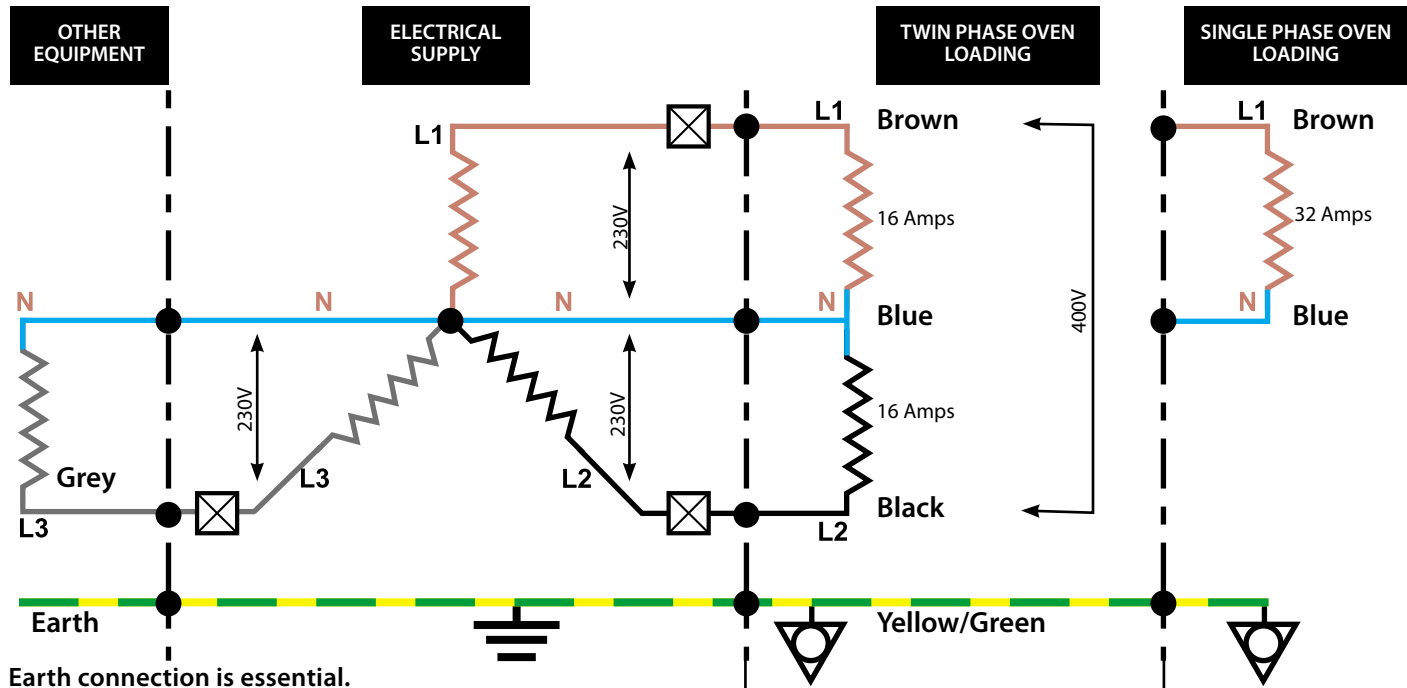 OTHER
EQUIPMENT
ELECTRICAL
SUPPLY
TWIN PHASE OVEN
LOADING
SINGLE PHASE OVEN
LOADING
L1
L1
Brown
L1
Brown
230V
16 Amps
32 Amps
N
N
N
N
Blue
400V
N
Blue
230V
230V
16 Amps
Grey
L3
L2
L3
Black
L2
Earth
Yellow/Green
Earth connection is essential.